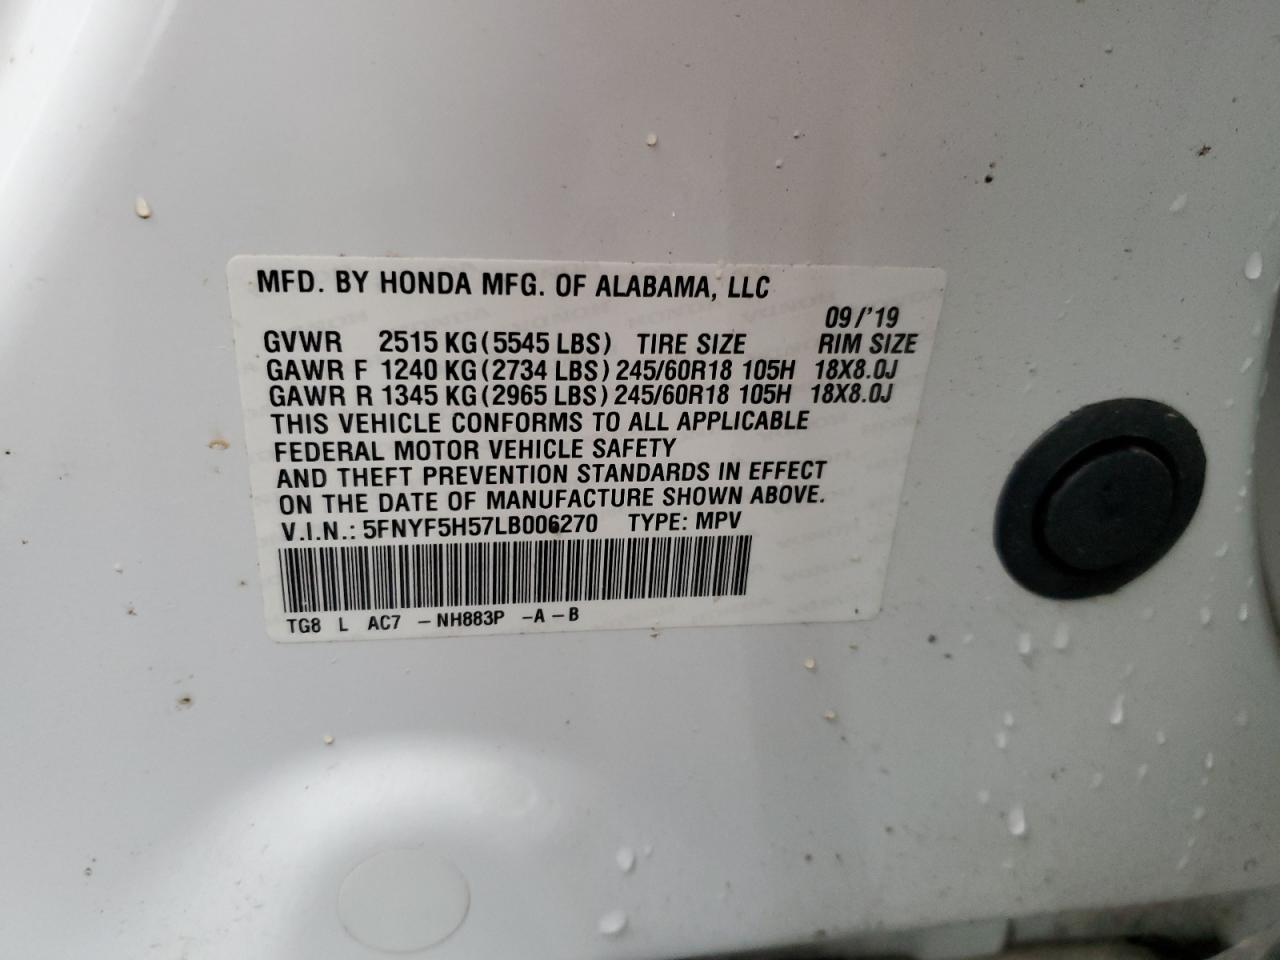 MFD. BY HONDA MFG. OF ALABAMA, LLC
09/'19
GVWR 2515 KG (5545 LBS) TIRE SIZE RIM SIZE
GAWR F 1240 KG (2734 LBS) 245/60R18 105H 18X8.0J
GAWR R 1345 KG (2965 LBS) 245/60R18 105H 18X8.0J
THIS VEHICLE CONFORMS TO ALL APPLICABLE
FEDERAL MOTOR VEHICLE SAFETY
AND THEFT PREVENTION STANDARDS IN EFFECT
ON THE DATE OF MANUFACTURE SHOWN ABOVE.
V.I.N.: 5FNYF5H57LB006270 TYPE: MPV
TG8 L AC7 -NH883P -A-B